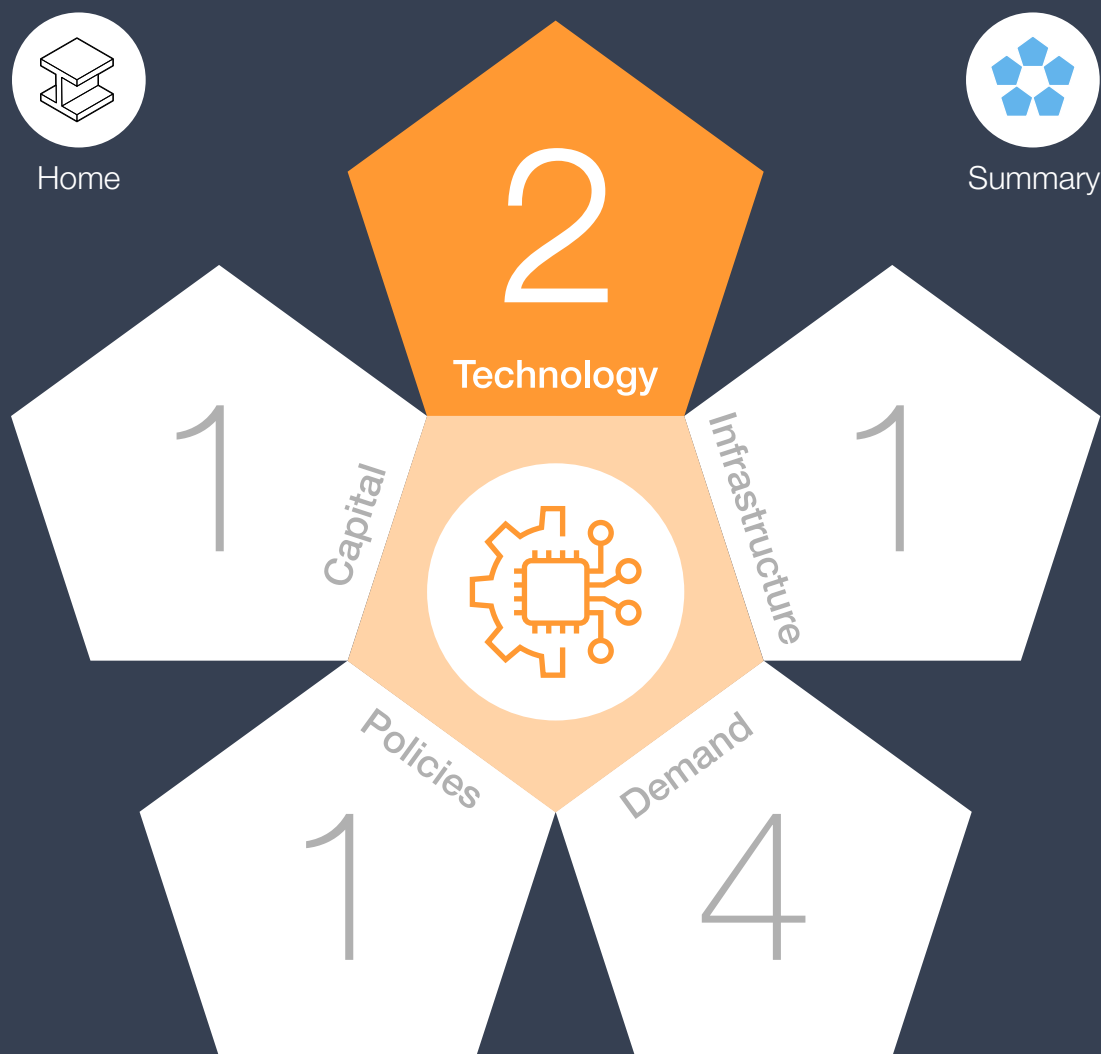 Home
Summary
2
Technology
1
Capital
1
Infrastructure
Policies
1
Demand
4